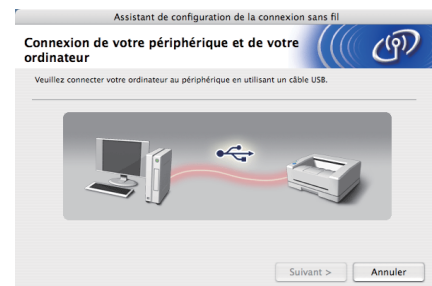 Assistant de configuration de la connexion sans fil
Connexion de votre périphérique et de votre
ordinateur
Veuillez connecter votre ordinateur au périphérique en utilisant un câble USB.
Suivant >
Annuler